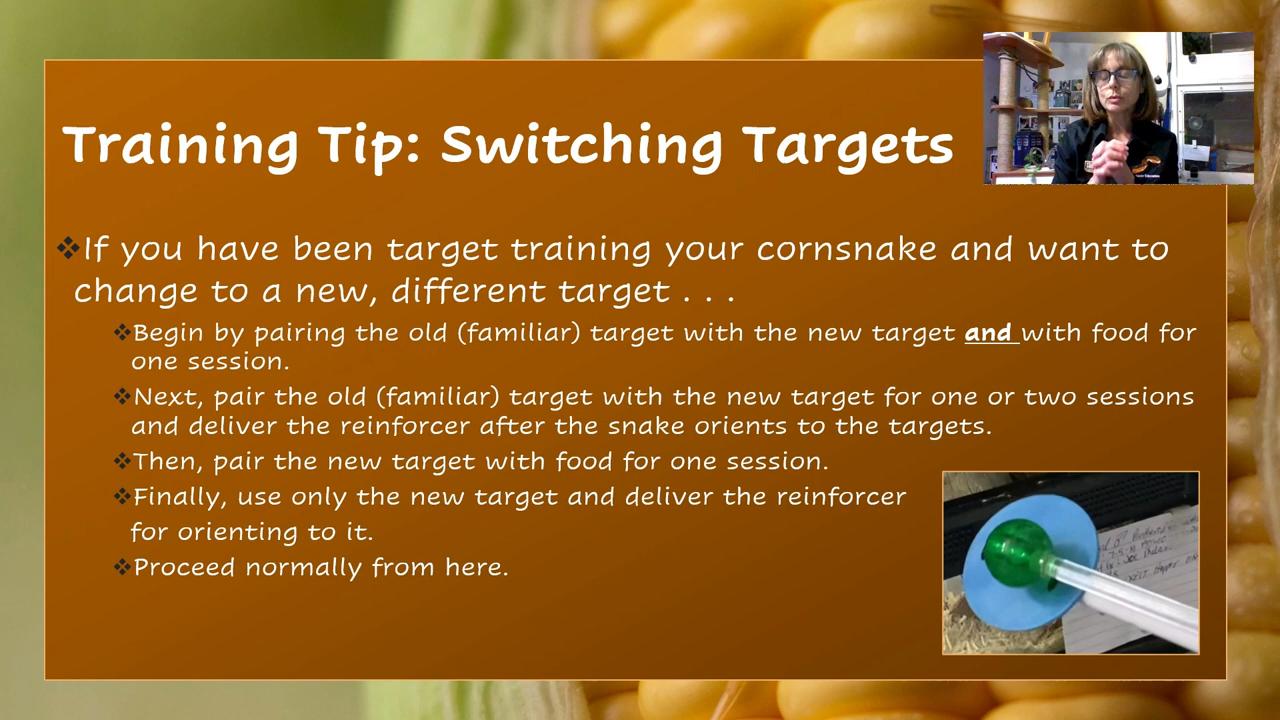 Training Tip: Switching Targets
❖If you have been target training your cornsnake and want to
change to a new, different target . . .
❖Begin by pairing the old (familiar) target with the new target and with food for
one session.
❖Next, pair the old (familiar) target with the new target for one or two sessions
and deliver the reinforcer after the snake orients to the targets.
❖Then, pair the new target with food for one session.
❖Finally, use only the new target and deliver the reinforcer
for orienting to it.
❖Proceed normally from here.